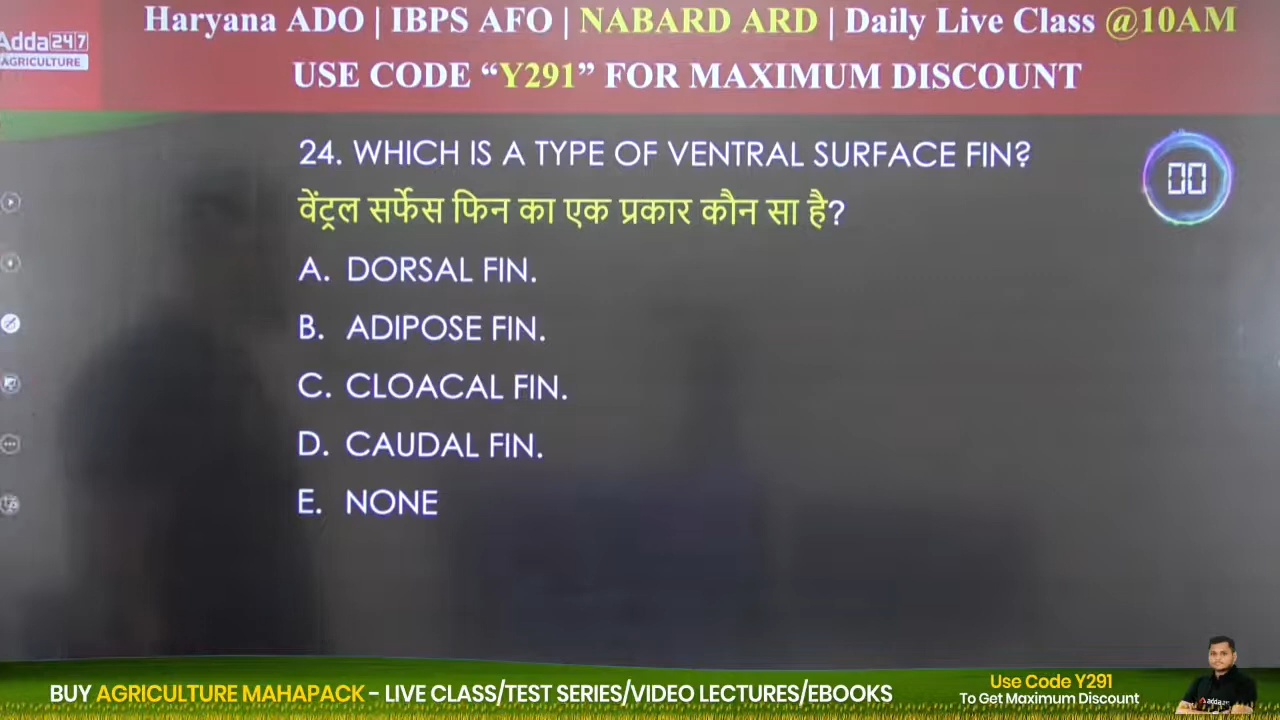 Haryana ADO | IBPS AFO | NABARD ARD | Daily Live Class @10AM
Adda247
AGRICULTURE
USE CODE “Y291” FOR MAXIMUM DISCOUNT
24. WHICH IS A TYPE OF VENTRAL SURFACE FIN?
00
वेंट्रल सर्फेस फिन का एक प्रकार कौन सा है?
A. DORSAL FIN.
B. ADIPOSE FIN.
C. CLOACAL FIN.
D. CAUDAL FIN.
E. NONE
BUY AGRICULTURE MAHAPACK - LIVE CLASS/TEST SERIES/VIDEO LECTURES/EBOOKS
Use Code Y291
To Get Maximum Discount